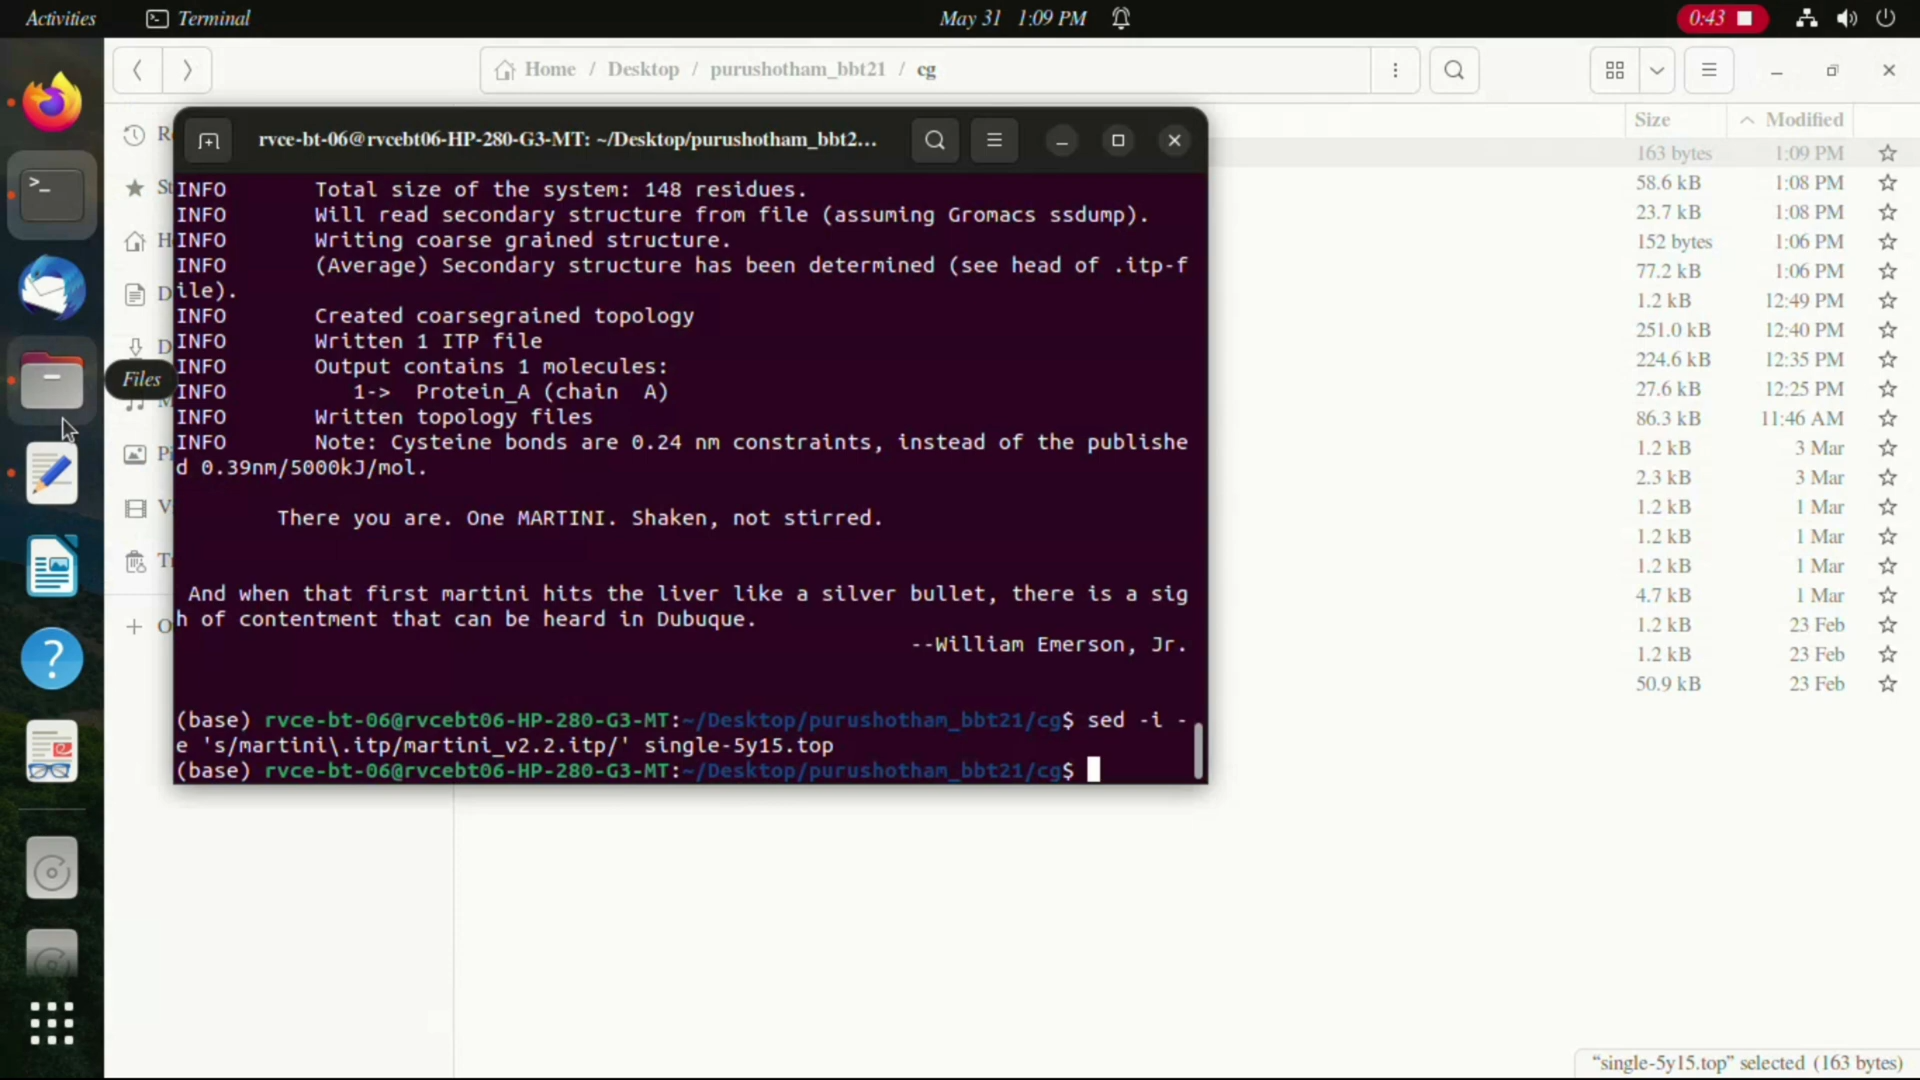 Activities Terminal May 31 1:09 PM 0:43
Home / Desktop / purushotham_bbt21 / cg
Size Modified
rvce-bt-06@rvcebt06-HP-280-G3-MT: ~/Desktop/purushotham_bbt2...
163 bytes 1:09 PM
58.6 kB 1:08 PM
23.7 kB 1:08 PM
152 bytes 1:06 PM
77.2 kB 1:06 PM
1.2 kB 12:49 PM
251.0 kB 12:40 PM
224.6 kB 12:35 PM
27.6 kB 12:25 PM
86.3 kB 11:46 AM
1.2 kB 3 Mar
2.3 kB 3 Mar
1.2 kB 1 Mar
1.2 kB 1 Mar
1.2 kB 1 Mar
4.7 kB 1 Mar
1.2 kB 23 Feb
1.2 kB 23 Feb
50.9 kB 23 Feb
Files
INFO Total size of the system: 148 residues.
INFO Will read secondary structure from file (assuming Gromacs ssdump).
INFO Writing coarse grained structure.
INFO (Average) Secondary structure has been determined (see head of .itp-f
ile).
INFO Created coarsegrained topology
INFO Written 1 ITP file
INFO Output contains 1 molecules:
INFO 1-> Protein_A (chain A)
INFO Written topology files
INFO Note: Cysteine bonds are 0.24 nm constraints, instead of the publishe
d 0.39nm/5000kJ/mol.
There you are. One MARTINI. Shaken, not stirred.
And when that first martini hits the liver like a silver bullet, there is a sig
h of contentment that can be heard in Dubuque.
--William Emerson, Jr.
(base) rvce-bt-06@rvcebt06-HP-280-G3-MT:~/Desktop/purushotham_bbt21/cg$ sed -i -
e 's/martini\.itp/martini_v2.2.itp/' single-5y15.top
(base) rvce-bt-06@rvcebt06-HP-280-G3-MT:~/Desktop/purushotham_bbt21/cg$
"single-5y15.top" selected (163 bytes)